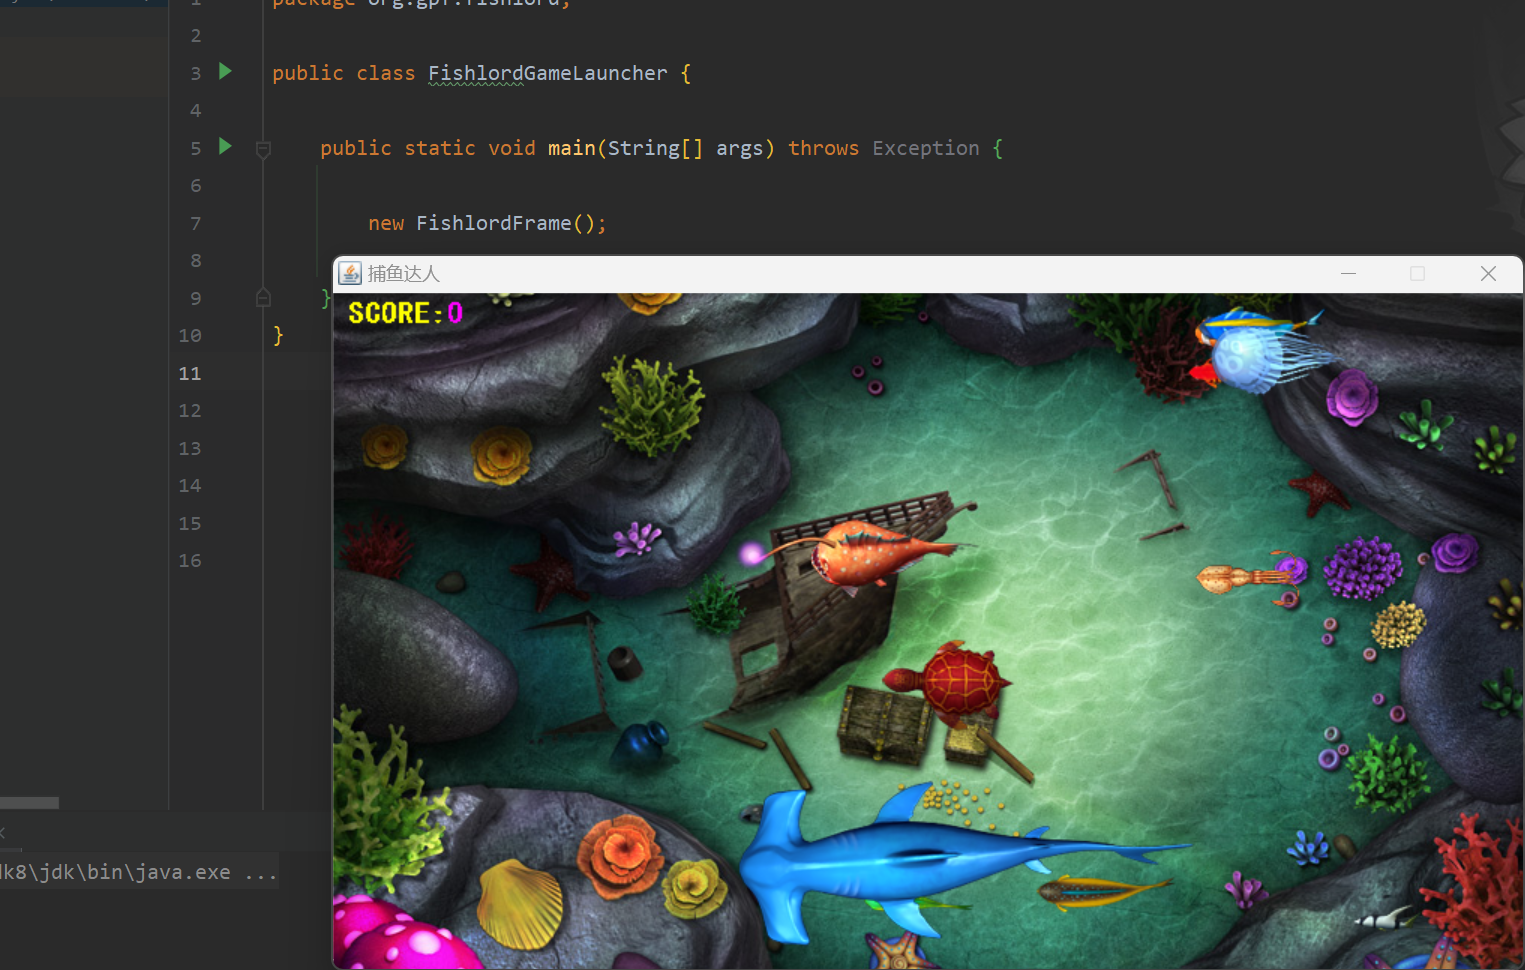 1 package org.gpf.fishlord;
2
3 public class FishlordGameLauncher {
4
5 public static void main(String[] args) throws Exception {
6
7 new FishlordFrame();
8
9 }
10 }
11
12
13
14
15
16
捕鱼达人
SCORE:0
dk8\jdk\bin\java.exe ...